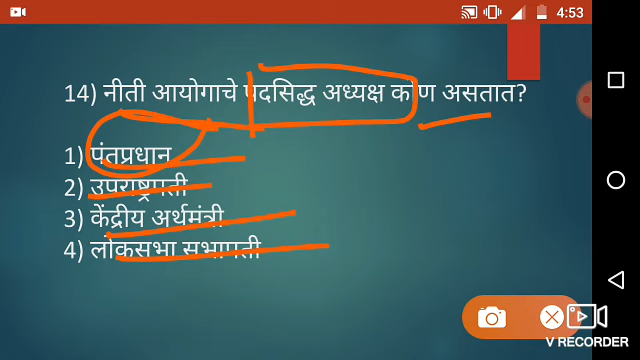 4:53
14) नीती आयोगाचे पदसिद्ध अध्यक्ष कोण असतात?
1) पंतप्रधान
2) उपराष्ट्रपती
3) केंद्रीय अर्थमंत्री
4) लोकसभा सभापती
V RECORDER